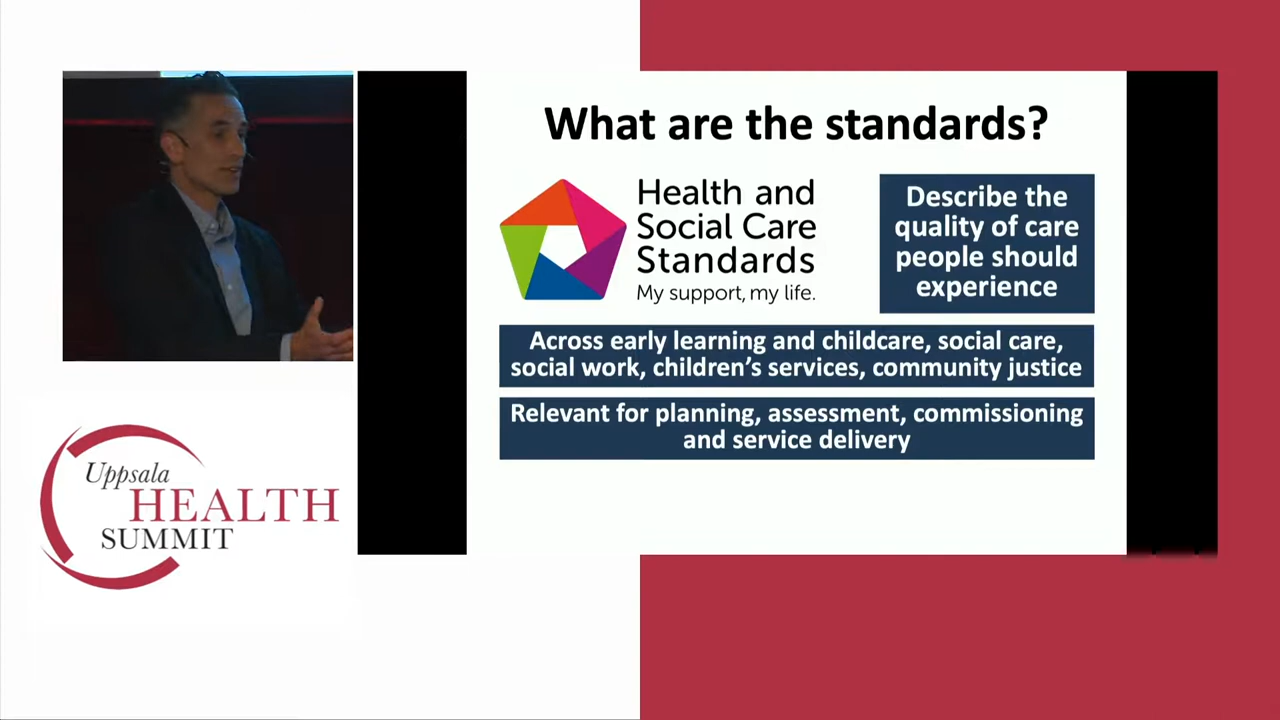 What are the standards?
Health and
Social Care
Standards
My support, my life.
Describe the
quality of care
people should
experience
Across early learning and childcare, social care,
social work, children's services, community justice
Relevant for planning, assessment, commissioning
and service delivery
Uppsala
HEALTH
SUMMIT